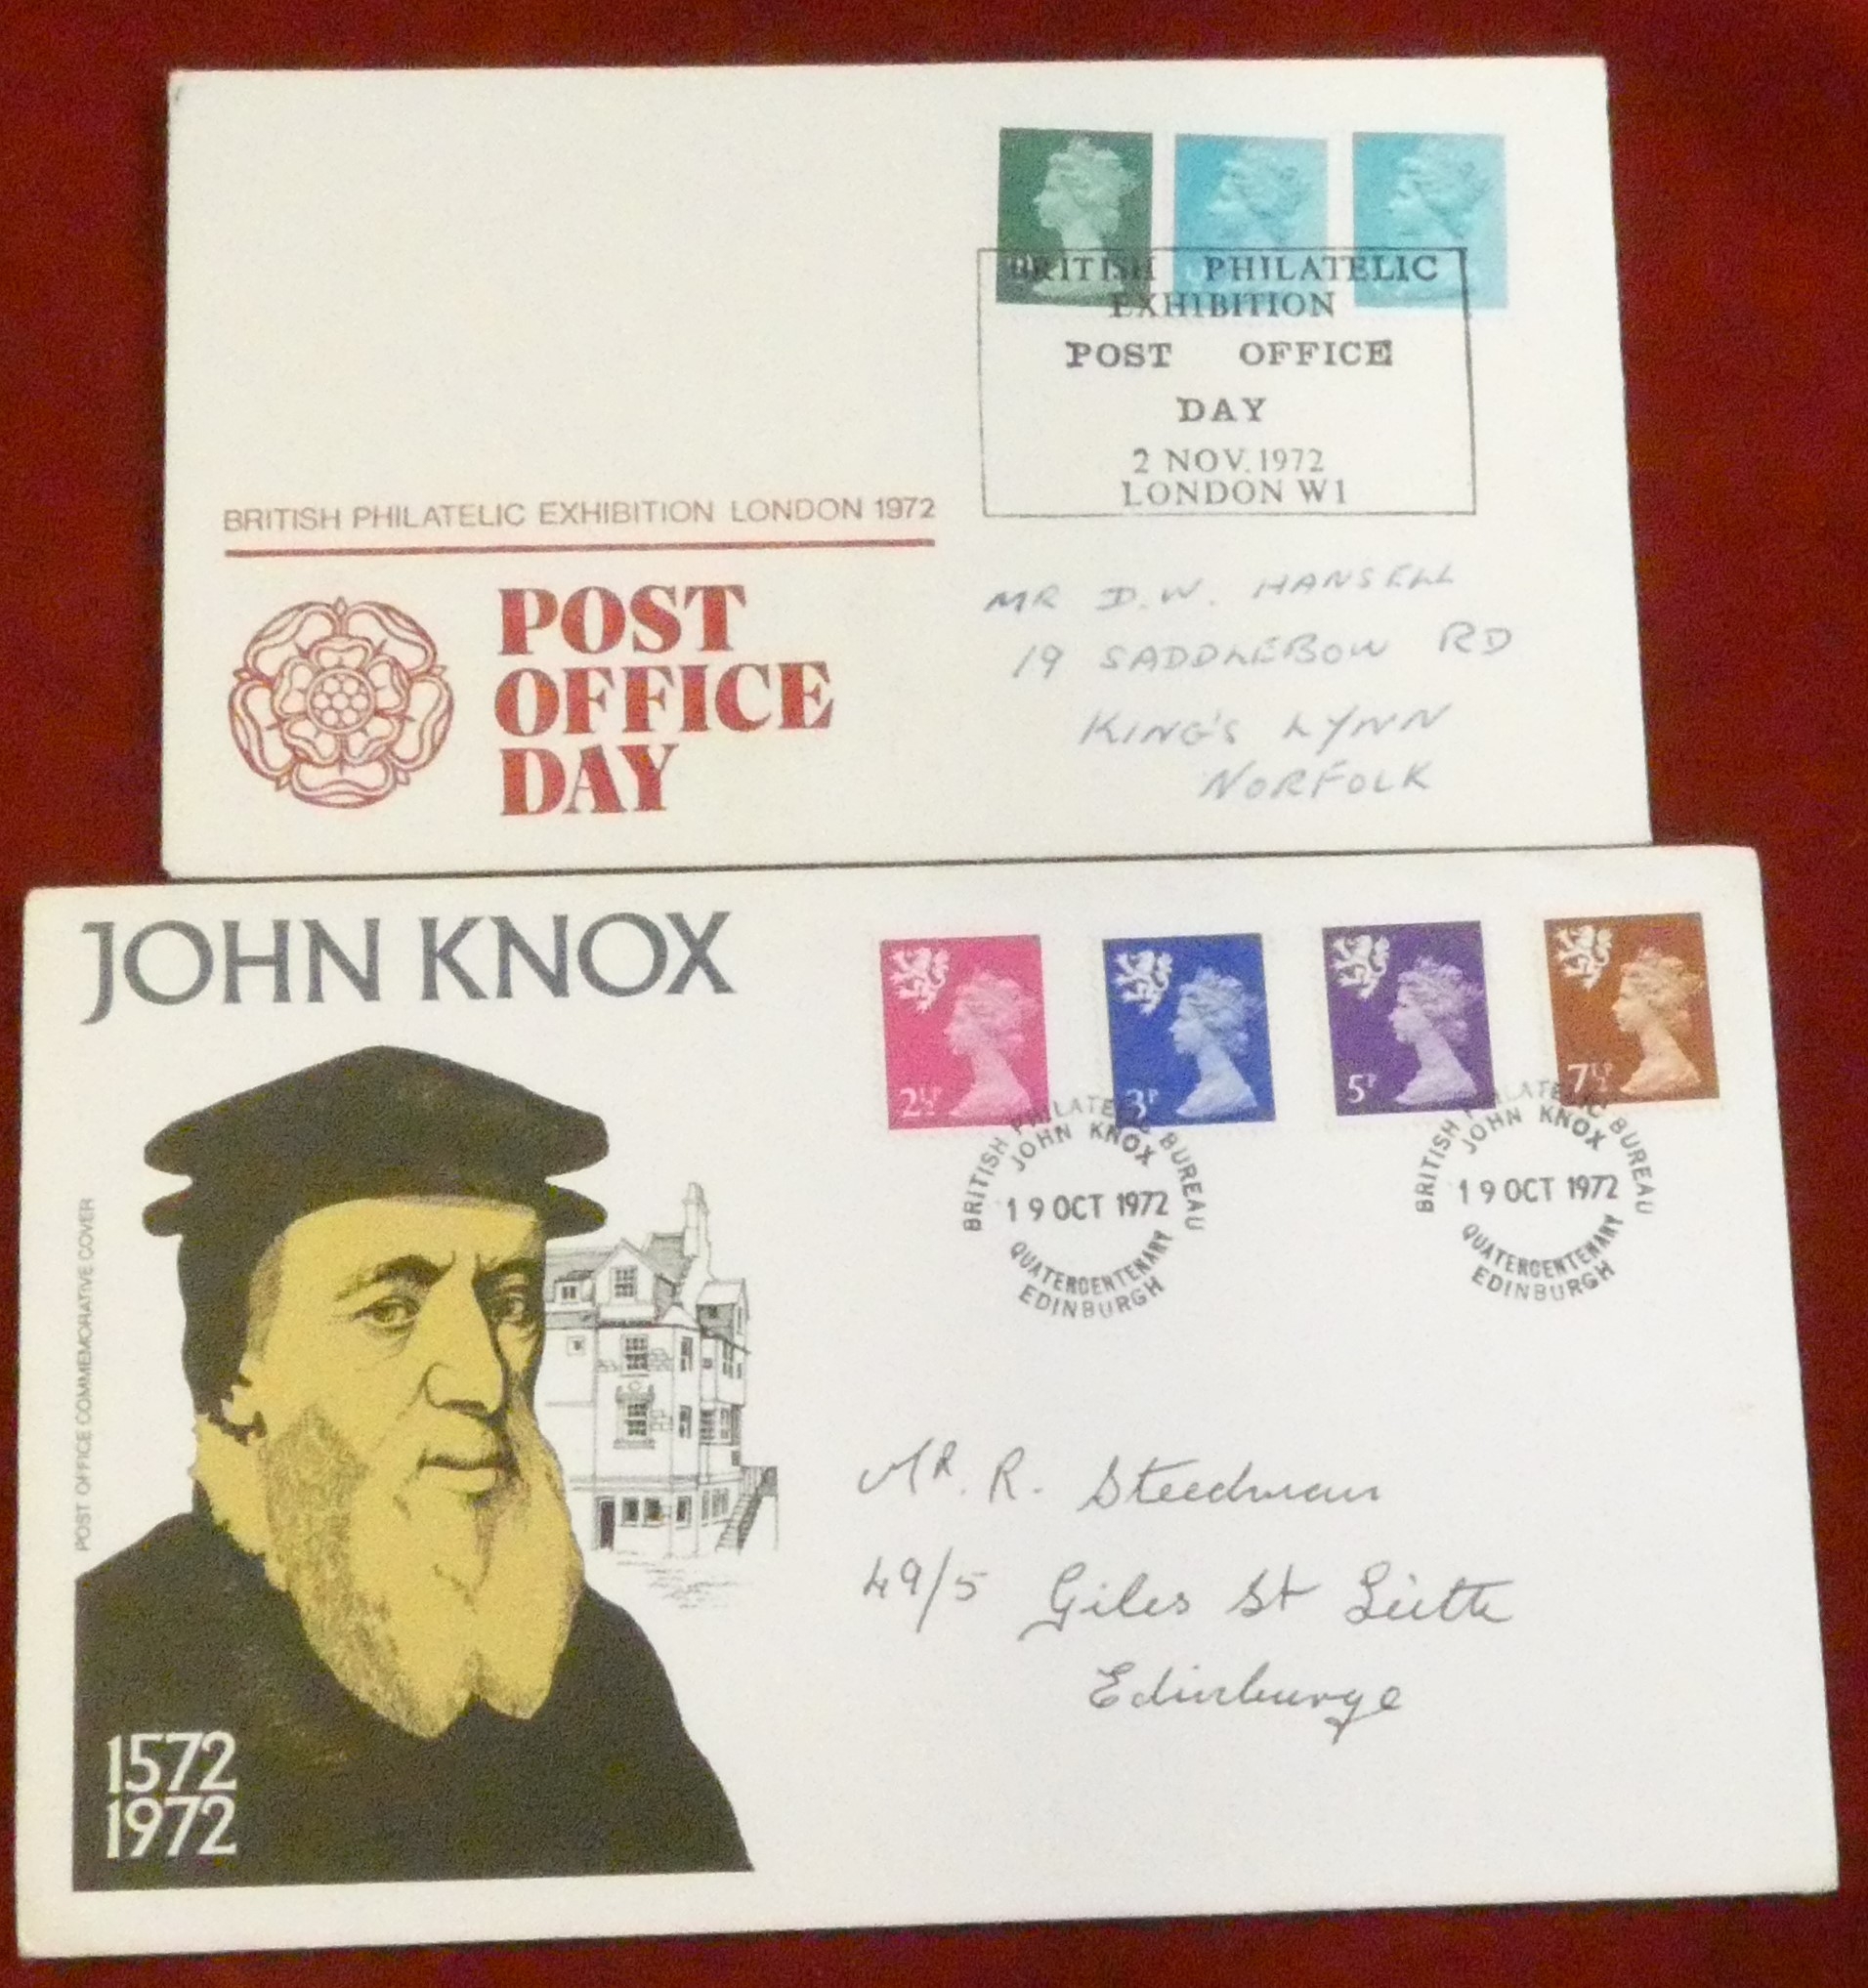 BRITISH PHILATELIC
EXHIBITION
POST OFFICE
DAY
2 NOV. 1972
LONDON W1
BRITISH PHILATELIC EXHIBITION LONDON 1972
POST
OFFICE
DAY
MR D.W. HANSELL
19 SADDLEBOW RD
KING'S LYNN
NORFOLK
JOHN KNOX
2½P
3P
5P
7½P
BRITISH PHILATELIC BUREAU
JOHN KNOX
19 OCT 1972
QUATERCENTENARY
EDINBURGH
BRITISH PHILATELIC BUREAU
JOHN KNOX
19 OCT 1972
QUATERCENTENARY
EDINBURGH
POST OFFICE COMMEMORATIVE COVER
MR. R. Steedman
49/5 Giles St Leith
Edinburge
1572
1972